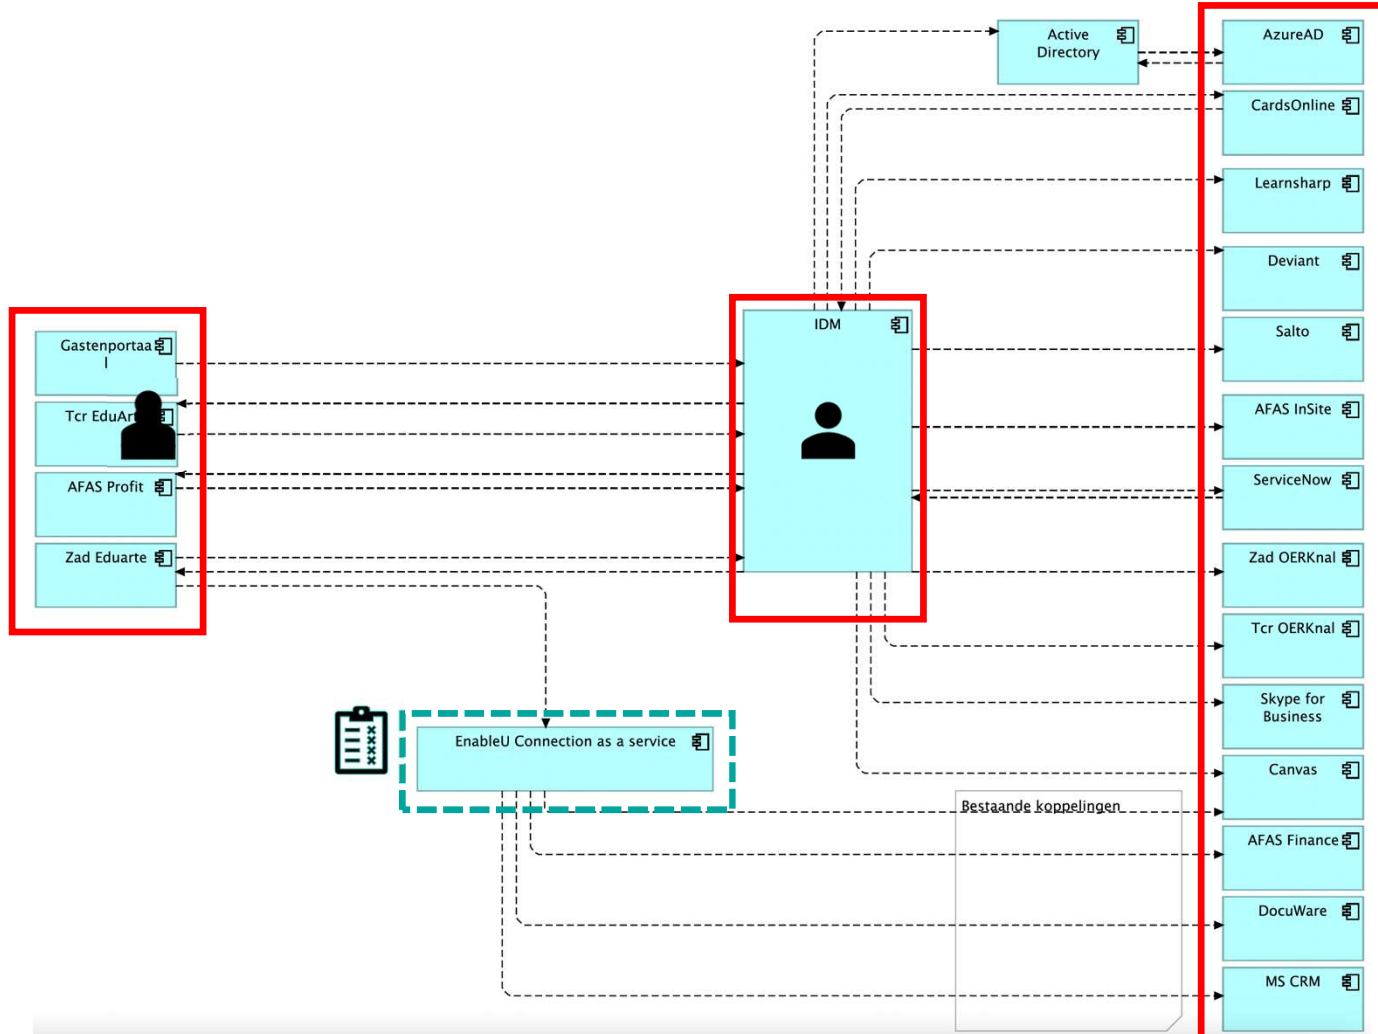 Active
Directory
AzureAD
CardsOnline
Learnsharp
Deviant
IDM
Salto
Gastenportaa
l
Tcr EduArte
AFAS InSite
AFAS Profit
ServiceNow
Zad Eduarte
Zad OERKnal
Tcr OERKnal
Skype for
Business
EnableU Connection as a service
Canvas
Bestaande koppelingen
AFAS Finance
DocuWare
MS CRM